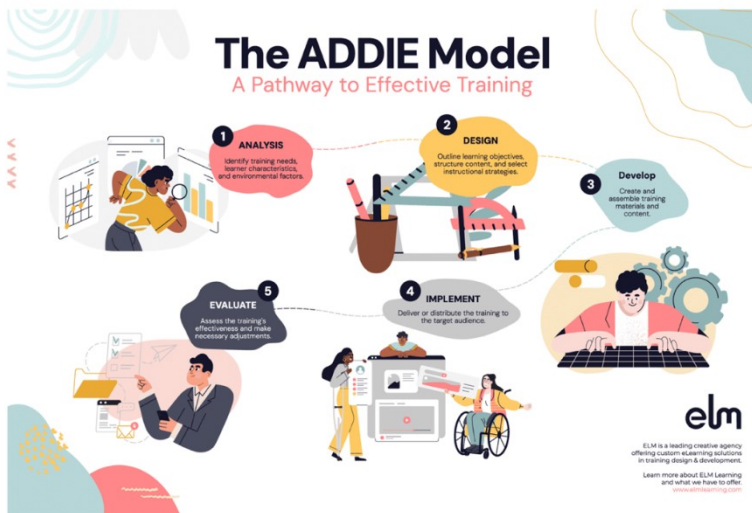 The ADDIE Model
A Pathway to Effective Training
1
ANALYSIS
Identify training needs,
learner characteristics,
and environmental factors.
2
DESIGN
Outline learning objectives,
structure content, and select
instructional strategies.
3
Develop
Create and
assemble training
materials and
content.
4
IMPLEMENT
Deliver or distribute the training to
the target audience.
5
EVALUATE
Assess the training's
effectiveness and make
necessary adjustments.
elm
ELM is a leading creative agency
offering custom eLearning solutions
in training design & development.
Learn more about ELM Learning
and what we have to offer.
www.elmlearning.com